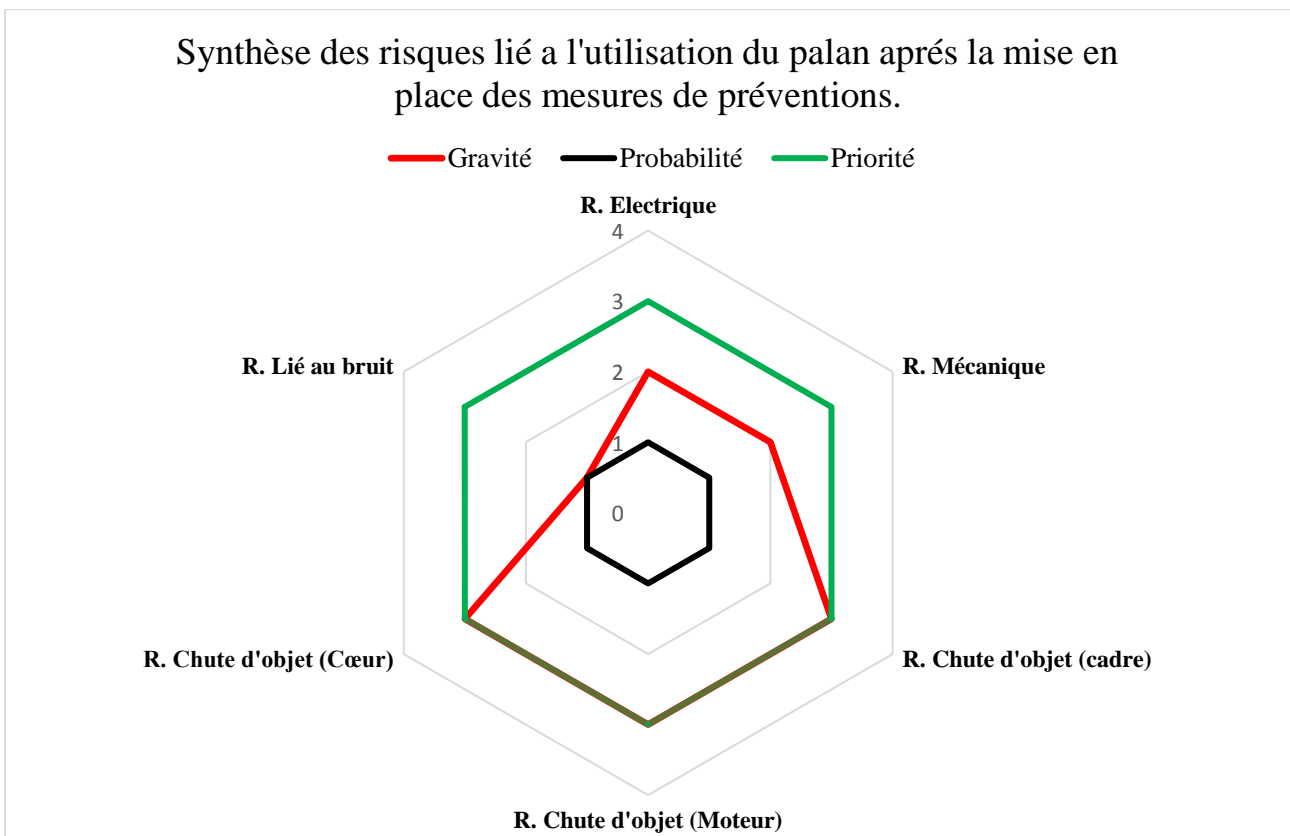 Synthèse des risques lié a l'utilisation du palan aprés la mise en
place des mesures de préventions.
Gravité Probabilité Priorité
R. Electrique
4
3
R. Lié au bruit
2
R. Mécanique
1
0
R. Chute d'objet (Cœur)
R. Chute d'objet (cadre)
R. Chute d'objet (Moteur)